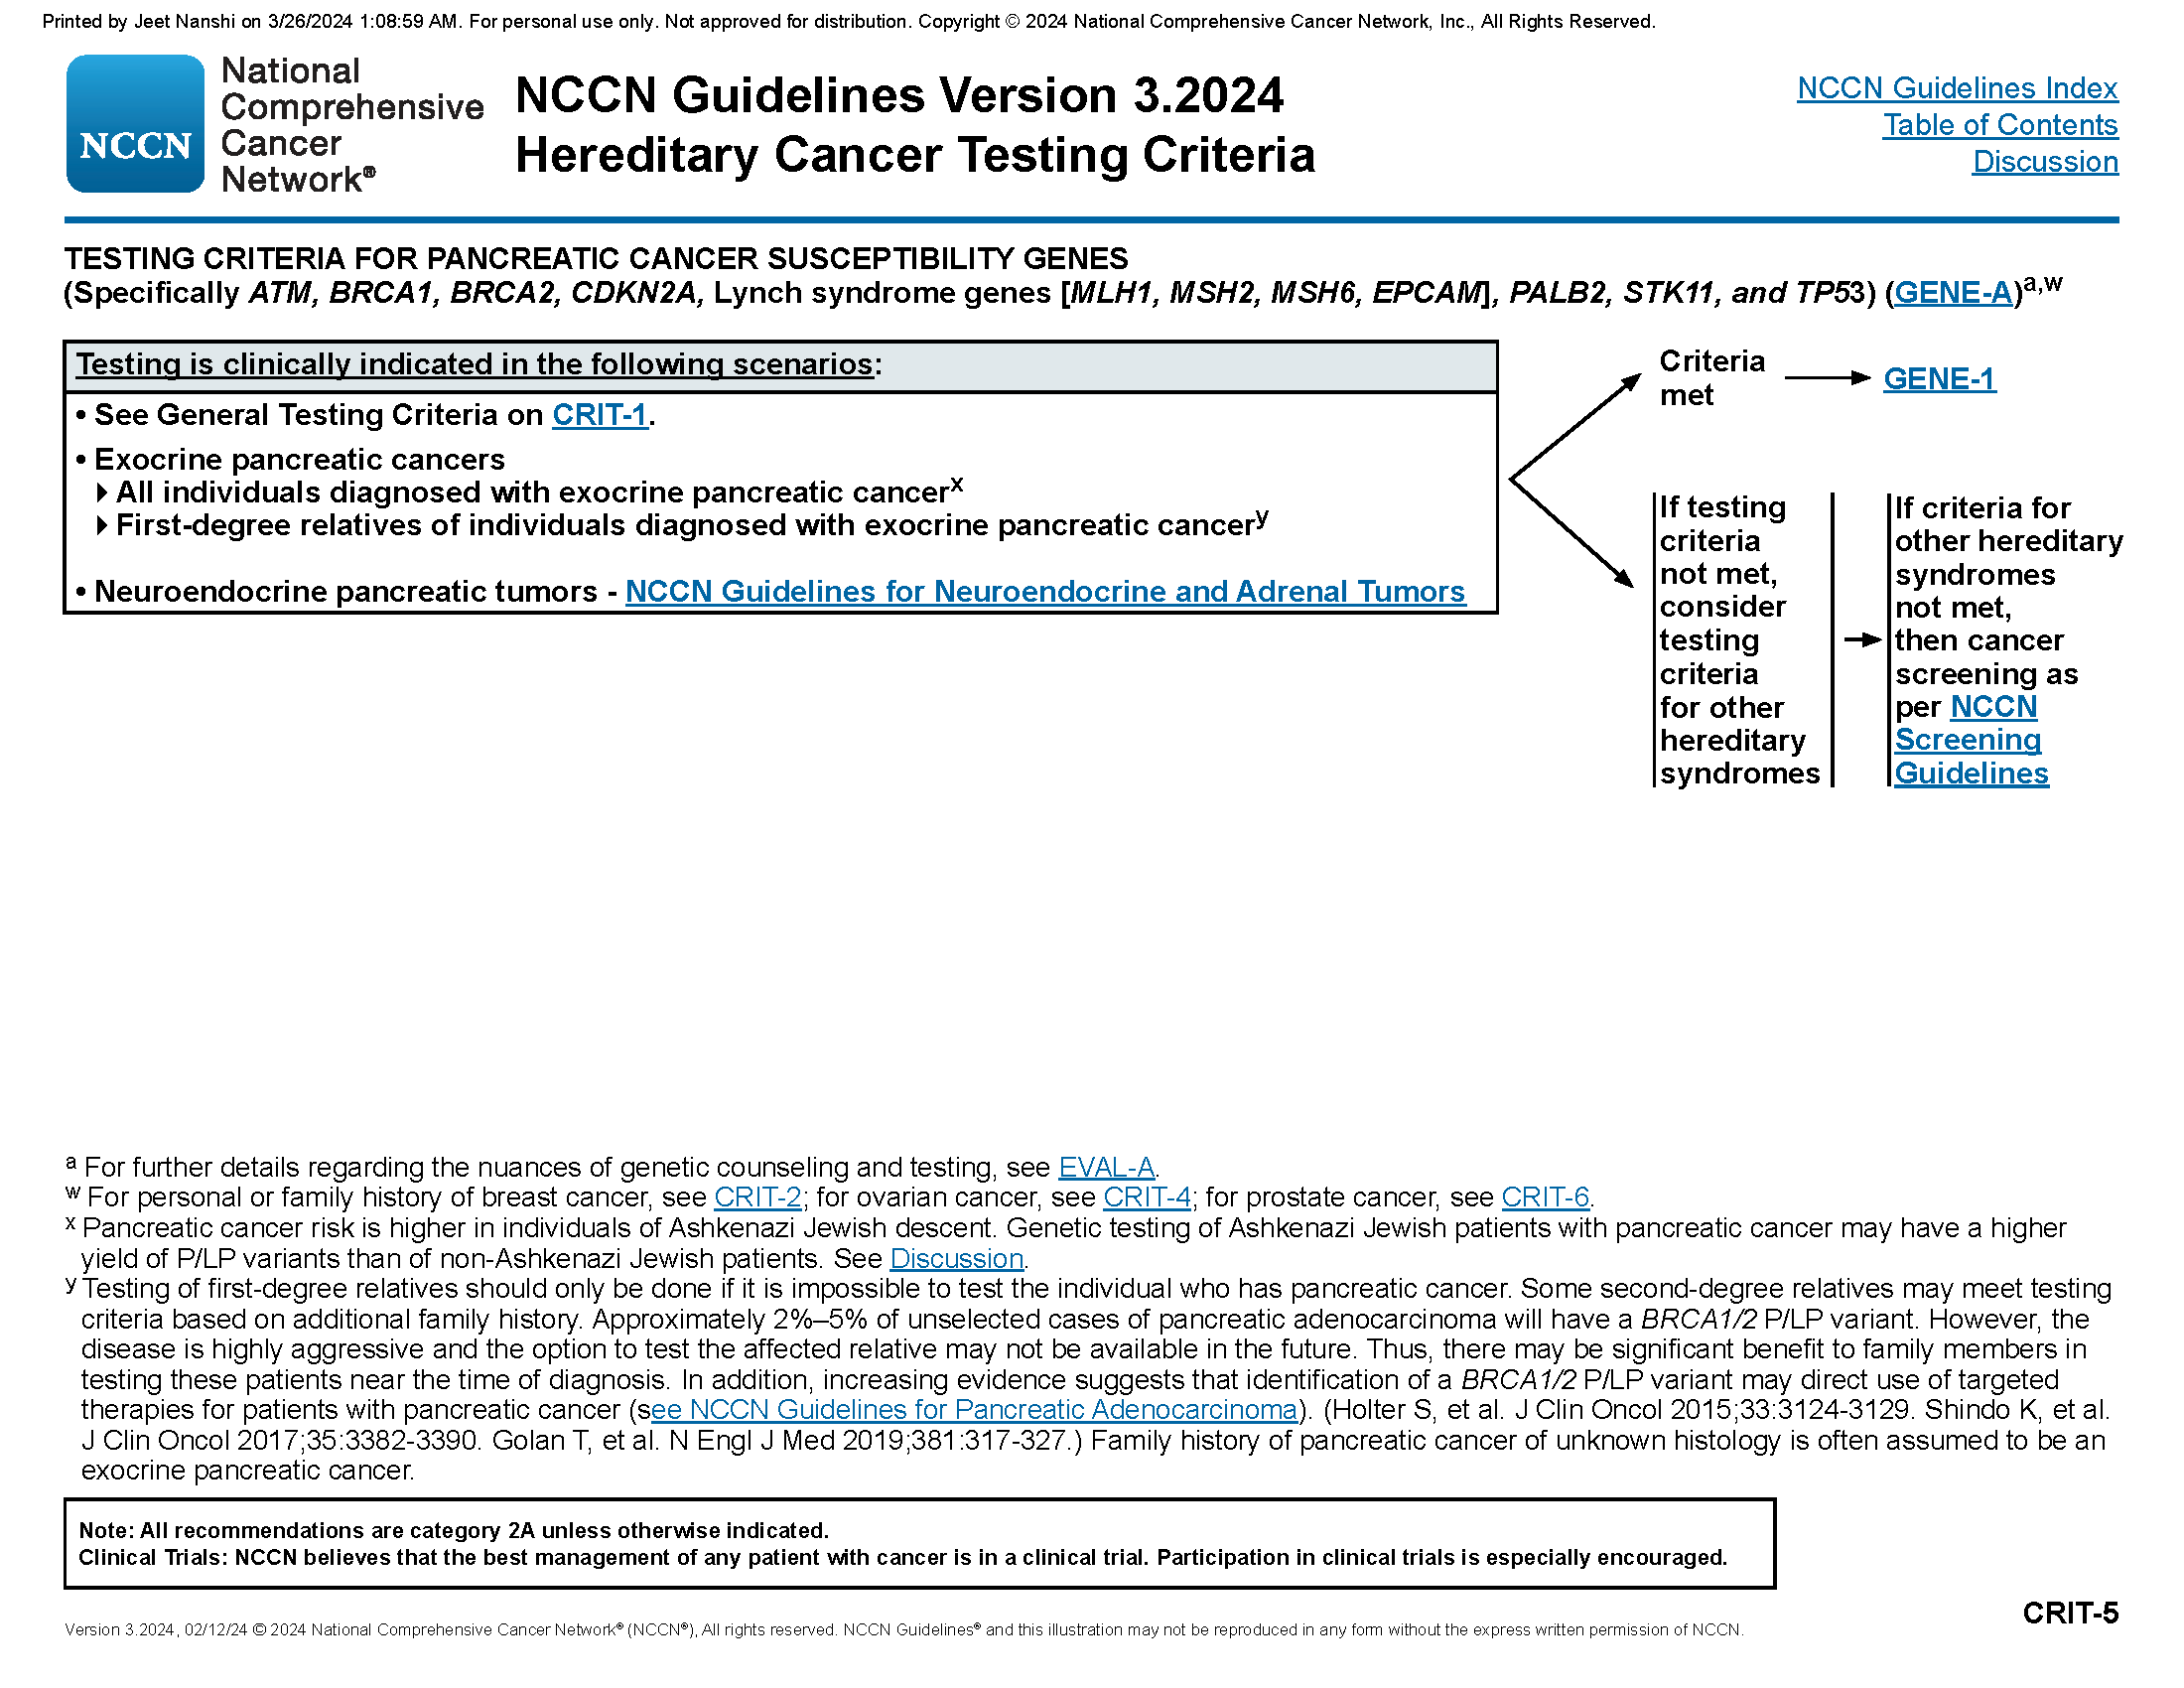 Printed by Jeet Nanshi on 3/26/2024 1:08:59 AM. For personal use only. Not approved for distribution. Copyright © 2024 National Comprehensive Cancer Network, Inc., All Rights Reserved.
NCCN
National
Comprehensive
Cancer
Network®
NCCN Guidelines Version 3.2024
Hereditary Cancer Testing Criteria
NCCN Guidelines Index
Table of Contents
Discussion
TESTING CRITERIA FOR PANCREATIC CANCER SUSCEPTIBILITY GENES
(Specifically ATM, BRCA1, BRCA2, CDKN2A, Lynch syndrome genes [MLH1, MSH2, MSH6, EPCAM], PALB2, STK11, and TP53) (GENE-A)a,w
Testing is clinically indicated in the following scenarios:
• See General Testing Criteria on CRIT-1.
• Exocrine pancreatic cancers
All individuals diagnosed with exocrine pancreatic cancerx
First-degree relatives of individuals diagnosed with exocrine pancreatic cancery
• Neuroendocrine pancreatic tumors - NCCN Guidelines for Neuroendocrine and Adrenal Tumors
Criteria
met
GENE-1
If testing
criteria
not met,
consider
testing
criteria
for other
hereditary
syndromes
If criteria for
other hereditary
syndromes
not met,
then cancer
screening as
per NCCN
Screening
Guidelines
a For further details regarding the nuances of genetic counseling and testing, see EVAL-A.
w For personal or family history of breast cancer, see CRIT-2; for ovarian cancer, see CRIT-4; for prostate cancer, see CRIT-6.
x Pancreatic cancer risk is higher in individuals of Ashkenazi Jewish descent. Genetic testing of Ashkenazi Jewish patients with pancreatic cancer may have a higher
yield of P/LP variants than of non-Ashkenazi Jewish patients. See Discussion.
y Testing of first-degree relatives should only be done if it is impossible to test the individual who has pancreatic cancer. Some second-degree relatives may meet testing
criteria based on additional family history. Approximately 2%–5% of unselected cases of pancreatic adenocarcinoma will have a BRCA1/2 P/LP variant. However, the
disease is highly aggressive and the option to test the affected relative may not be available in the future. Thus, there may be significant benefit to family members in
testing these patients near the time of diagnosis. In addition, increasing evidence suggests that identification of a BRCA1/2 P/LP variant may direct use of targeted
therapies for patients with pancreatic cancer (see NCCN Guidelines for Pancreatic Adenocarcinoma). (Holter S, et al. J Clin Oncol 2015;33:3124-3129. Shindo K, et al.
J Clin Oncol 2017;35:3382-3390. Golan T, et al. N Engl J Med 2019;381:317-327.) Family history of pancreatic cancer of unknown histology is often assumed to be an
exocrine pancreatic cancer.
Note: All recommendations are category 2A unless otherwise indicated.
Clinical Trials: NCCN believes that the best management of any patient with cancer is in a clinical trial. Participation in clinical trials is especially encouraged.
CRIT-5
Version 3.2024, 02/12/24 © 2024 National Comprehensive Cancer Network® (NCCN®), All rights reserved. NCCN Guidelines® and this illustration may not be reproduced in any form without the express written permission of NCCN.